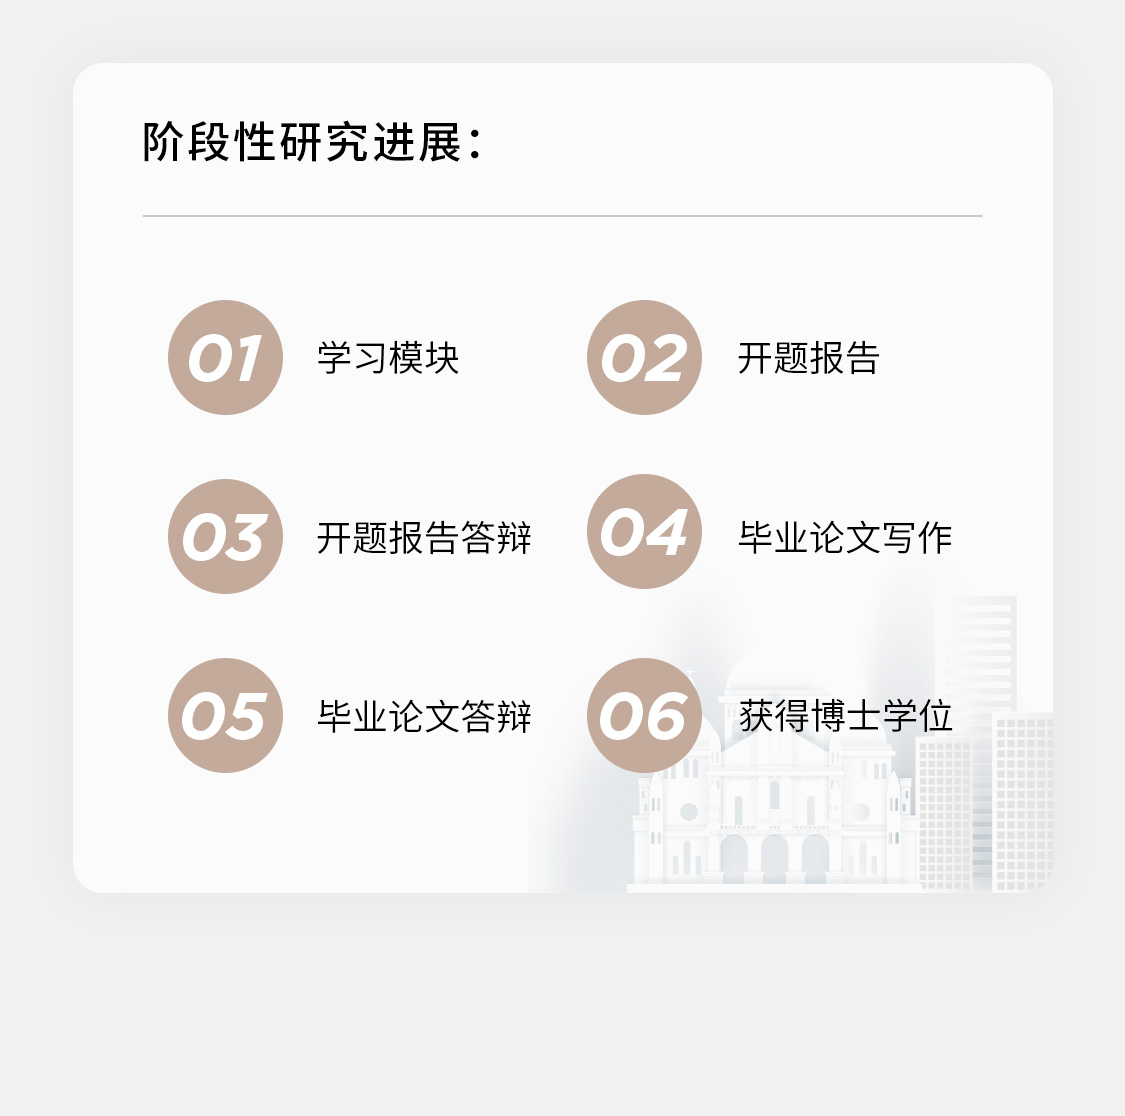 阶段性研究进展：
01 学习模块
02 开题报告
03 开题报告答辩
04 毕业论文写作
05 毕业论文答辩
06 获得博士学位